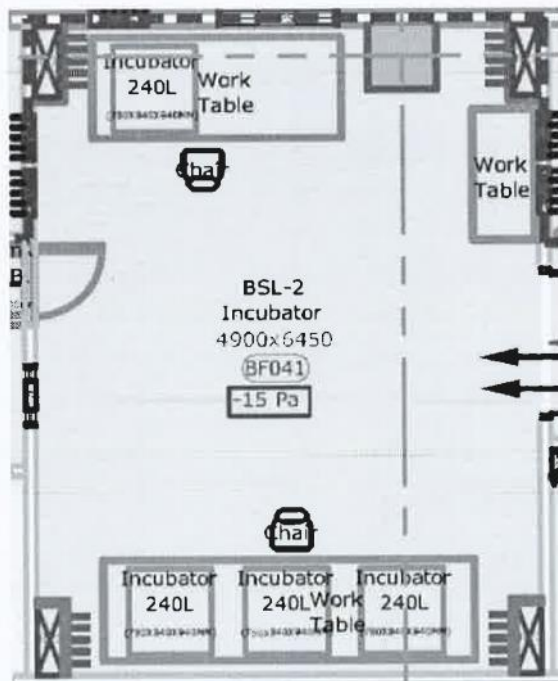 Incubator
240L
Work
Table
Chair
Work
Table
BSL-2
Incubator
4900x6450
BF041
-15 Pa
Chair
Incubator
240L
Incubator
240L
Incubator
240L
Work
Table